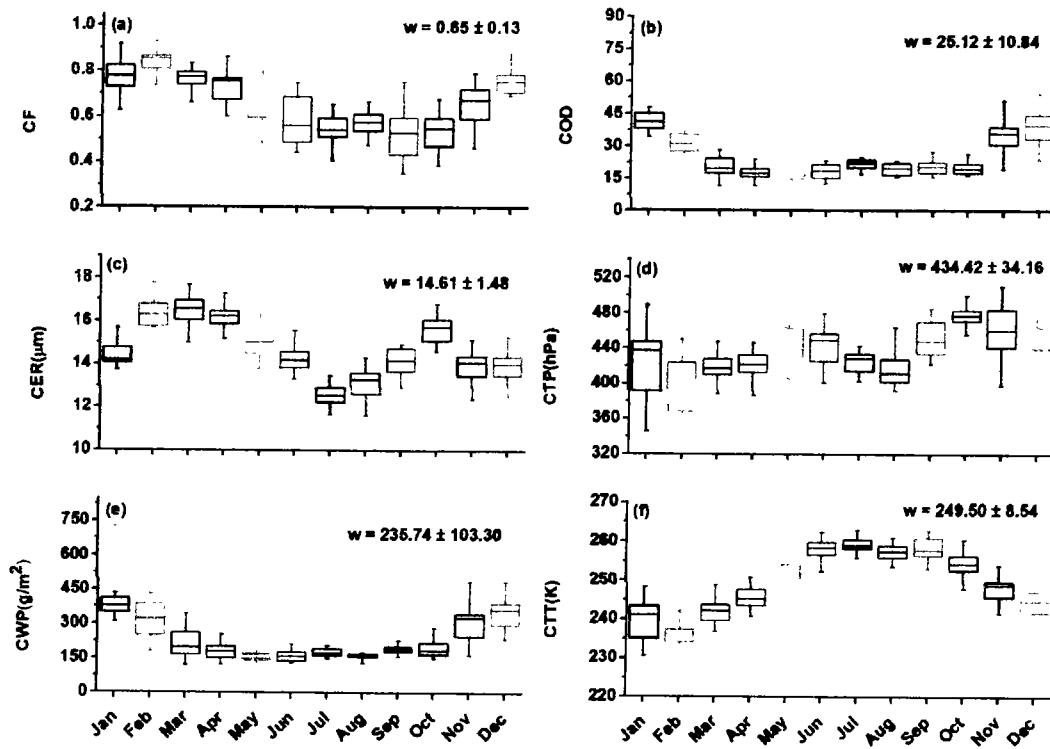 (a)
w = 0.65 ± 0.13
CF
1.0
0.8
0.6
0.4
0.2
(b)
w = 25.12 ± 10.84
COD
90
75
60
45
30
15
0
(c)
w = 14.61 ± 1.48
CER(μm)
18
16
14
12
10
(d)
w = 434.42 ± 34.16
CTP(hPa)
520
480
440
400
360
320
(e)
w = 235.74 ± 103.30
CWP(g/m²)
750
600
450
300
150
0
Jan Feb Mar Apr May Jun Jul Aug Sep Oct Nov Dec
(f)
w = 249.50 ± 8.54
CTT(K)
270
260
250
240
230
220
Jan Feb Mar Apr May Jun Jul Aug Sep Oct Nov Dec